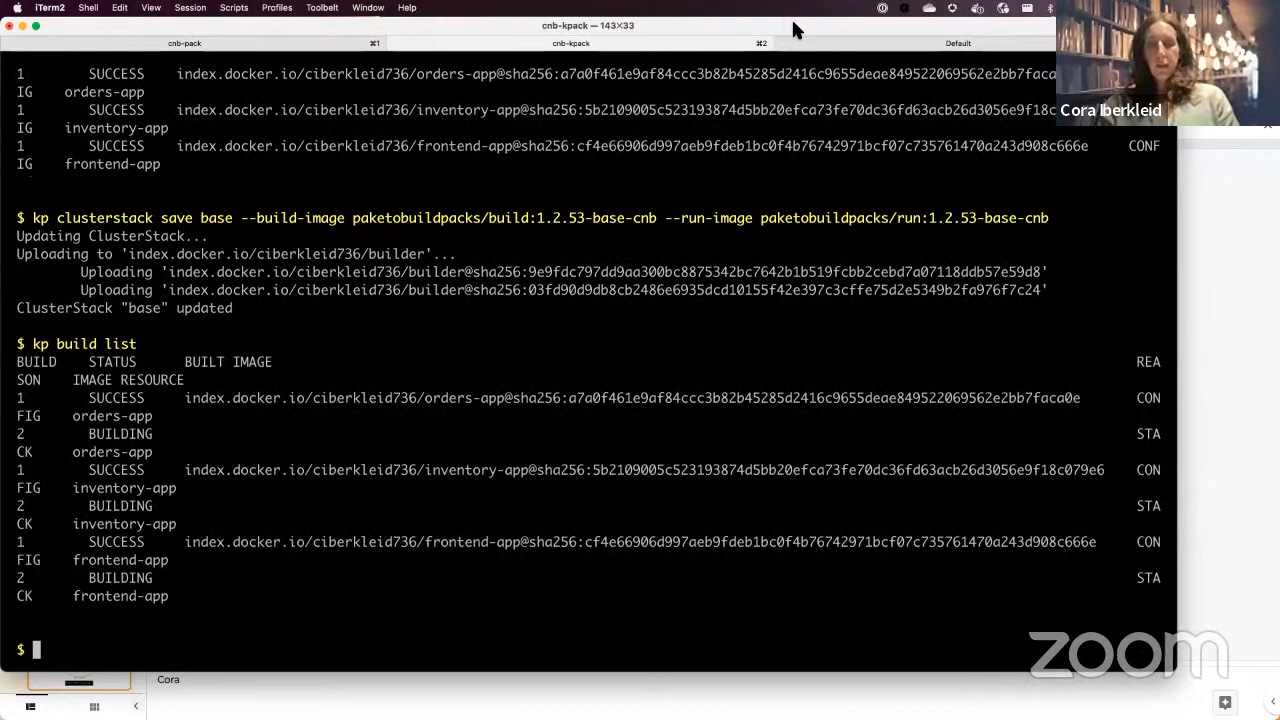 iTerm2 Shell Edit View Session Scripts Profiles Toolbelt Window Help
cnb-kpack — 143×33
cnb-pack ⌘1 cnb-kpack ⌘2 Default
1 SUCCESS index.docker.io/ciberkleid736/orders-app@sha256:a7a0f461e9af84ccc3b82b45285d2416c9655deae849522069562e2bb7faca
IG orders-app
1 SUCCESS index.docker.io/ciberkleid736/inventory-app@sha256:5b2109005c523193874d5bb20efca73fe70dc36fd63acb26d3056e9f18c
IG inventory-app
1 SUCCESS index.docker.io/ciberkleid736/frontend-app@sha256:cf4e66906d997aeb9fdeb1bc0f4b76742971bcf07c735761470a243d908c666e CONF
IG frontend-app
$ kp clusterstack save base --build-image paketobuildpacks/build:1.2.53-base-cnb --run-image paketobuildpacks/run:1.2.53-base-cnb
Updating ClusterStack...
Uploading to 'index.docker.io/ciberkleid736/builder'...
Uploading 'index.docker.io/ciberkleid736/builder@sha256:9e9fdc797dd9aa300bc8875342bc7642b1b519fcbb2cebd7a07118ddb57e59d8'
Uploading 'index.docker.io/ciberkleid736/builder@sha256:03fd90d9db8cb2486e6935dcd10155f42e397c3cffe75d2e5349b2fa976f7c24'
ClusterStack "base" updated
$ kp build list
BUILD STATUS BUILT IMAGE REA
SON IMAGE RESOURCE
1 SUCCESS index.docker.io/ciberkleid736/orders-app@sha256:a7a0f461e9af84ccc3b82b45285d2416c9655deae849522069562e2bb7faca0e CON
FIG orders-app
2 BUILDING STA
CK orders-app
1 SUCCESS index.docker.io/ciberkleid736/inventory-app@sha256:5b2109005c523193874d5bb20efca73fe70dc36fd63acb26d3056e9f18c079e6 CON
FIG inventory-app
2 BUILDING STA
CK inventory-app
1 SUCCESS index.docker.io/ciberkleid736/frontend-app@sha256:cf4e66906d997aeb9fdeb1bc0f4b76742971bcf07c735761470a243d908c666e CON
FIG frontend-app
2 BUILDING STA
CK frontend-app
$
Cora Iberkleid
zoom
Cora